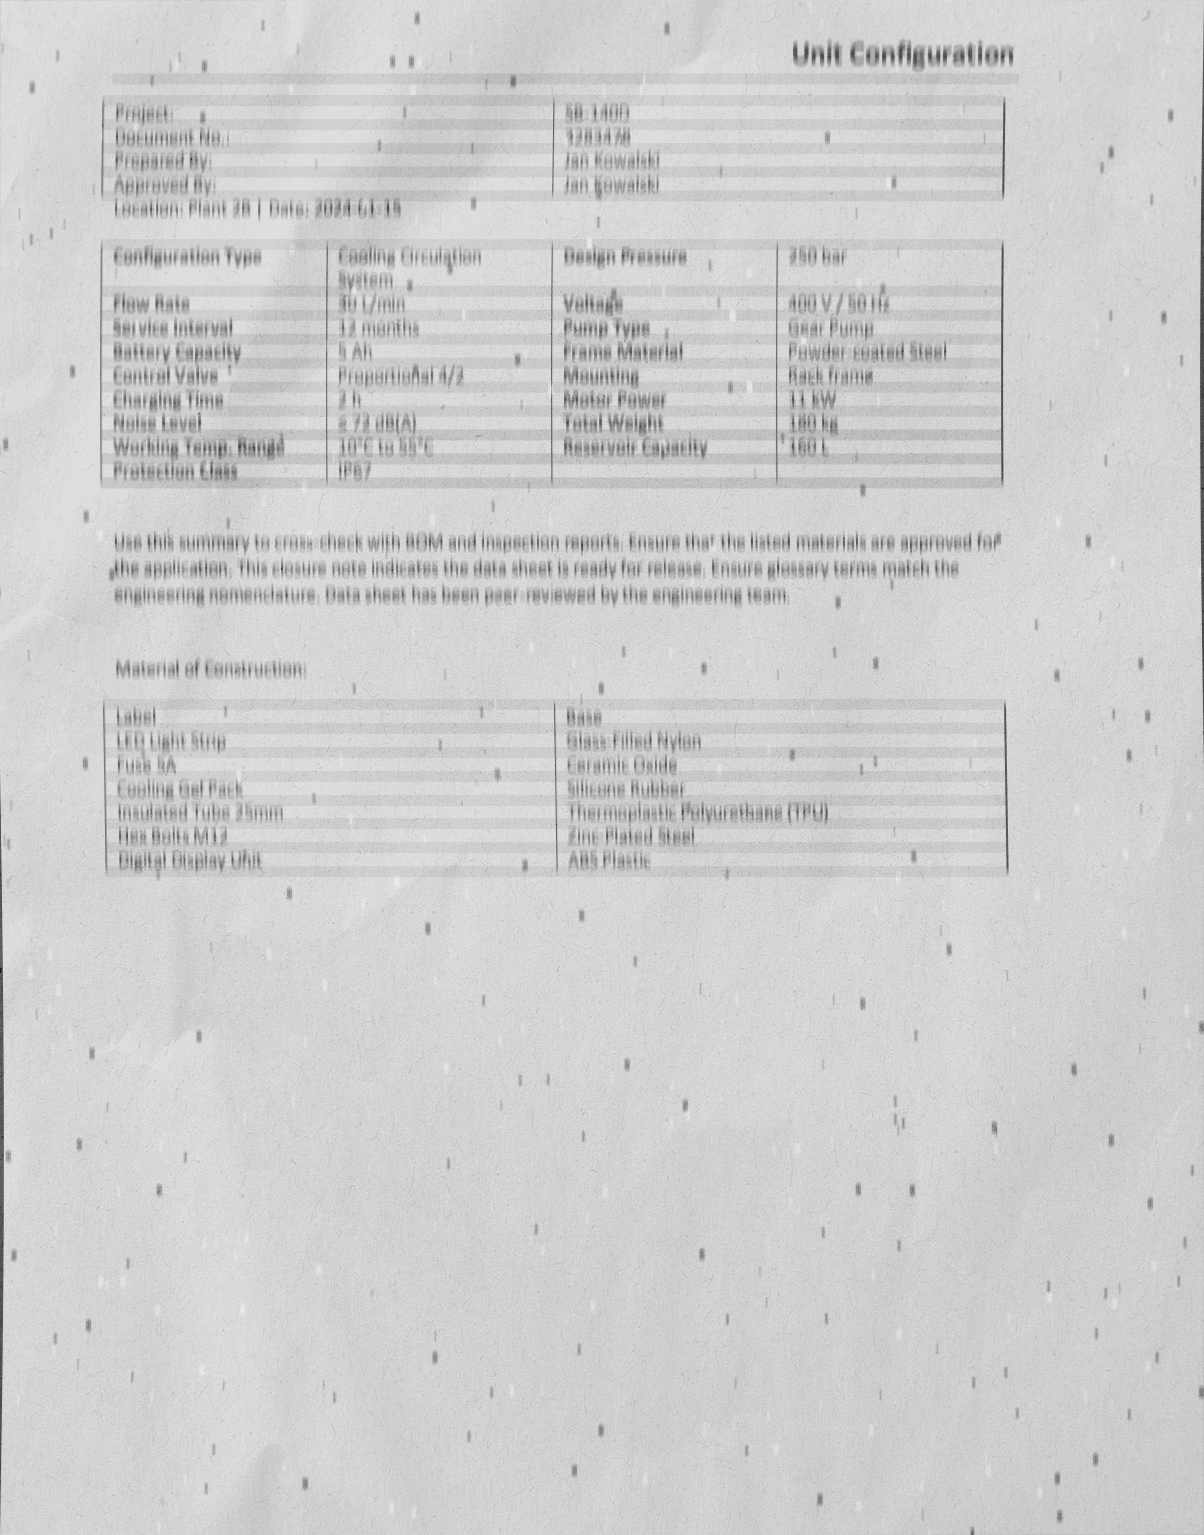 Unit Configuration
Project: SB-1400
Document No.: 3283478
Prepared By: Jan Kowalski
Approved By: Jan Kowalski
Location: Plant 2B | Date: 2024-61-15
Configuration Type Cooling Circulation System Design Pressure 250 bar
Flow Rate 30 L/min Voltage 400 V / 50 Hz
Service Interval 12 months Pump Type Gear Pump
Battery Capacity 5 Ah Frame Material Powder-coated Steel
Control Valve Proportional 4/2 Mounting Rack frame
Charging Time 2 h Motor Power 11 kW
Noise Level ≤ 72 dB(A) Total Weight 180 kg
Working Temp. Range 10°C to 55°C Reservoir Capacity 160 L
Protection Class IP67
Use this summary to cross-check with BOM and inspection reports. Ensure that the listed materials are approved for
the application. This closure note indicates the data sheet is ready for release. Ensure glossary terms match the
engineering nomenclature. Data sheet has been peer-reviewed by the engineering team.
Material of Construction:
Label Base
LED Light Strip Glass-Filled Nylon
Fuse 5A Ceramic Oxide
Cooling Gel Pack Silicone Rubber
Insulated Tube 25mm Thermoplastic Polyurethane (TPU)
Hex Bolts M12 Zinc-Plated Steel
Digital Display Unit ABS Plastic